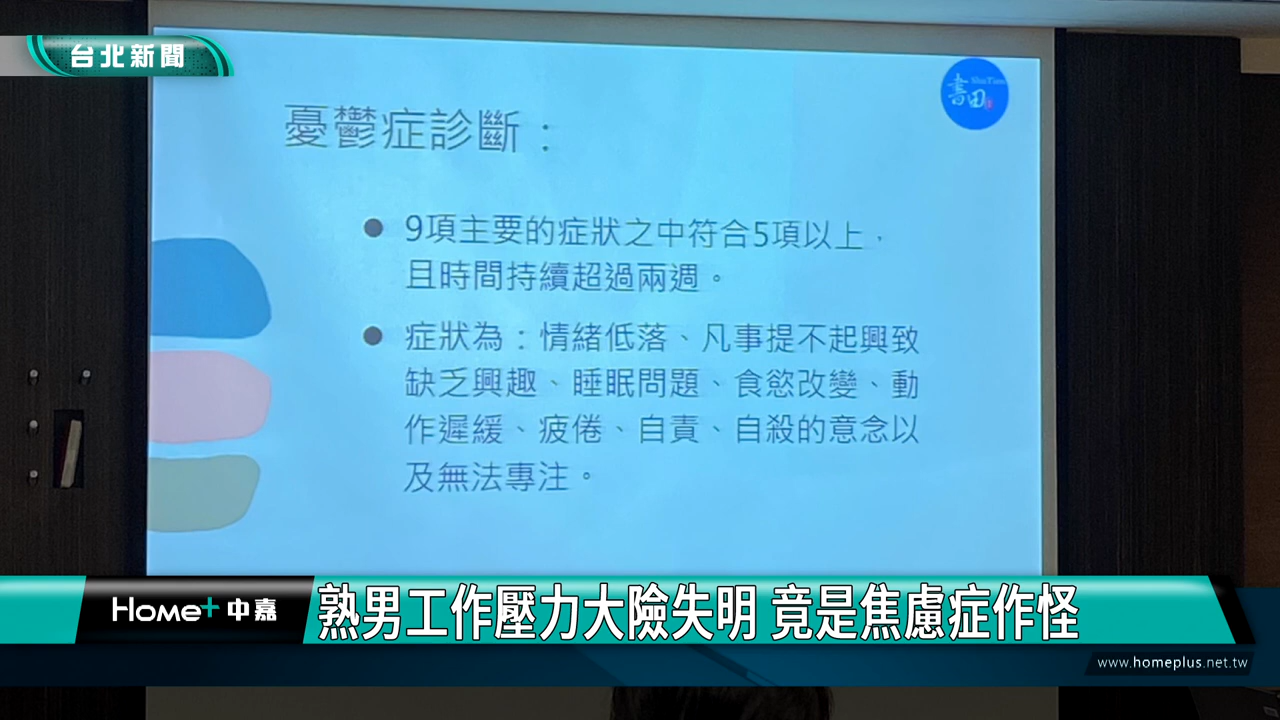 台北新聞
書田
ShuTien
憂鬱症診斷：
● 9項主要的症狀之中符合5項以上，
且時間持續超過兩週。
● 症狀為：情緒低落、凡事提不起興致
缺乏興趣、睡眠問題、食慾改變、動
作遲緩、疲倦、自責、自殺的意念以
及無法專注。
Home+ 中嘉
熟男工作壓力大險失明 竟是焦慮症作怪
www.homeplus.net.tw